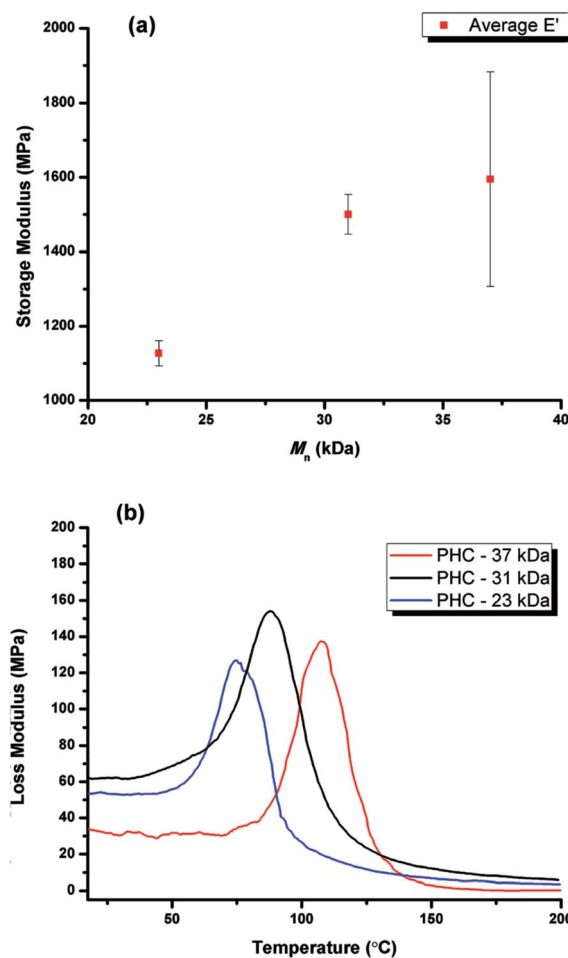 (a)
Average E'
Storage Modulus (MPa)
2000
1800
1600
1400
1200
1000
20
25
30
35
40
Mn (kDa)
(b)
PHC - 37 kDa
PHC - 31 kDa
PHC - 23 kDa
Loss Modulus (MPa)
200
180
160
140
120
100
80
60
40
20
0
50
100
150
200
Temperature (°C)